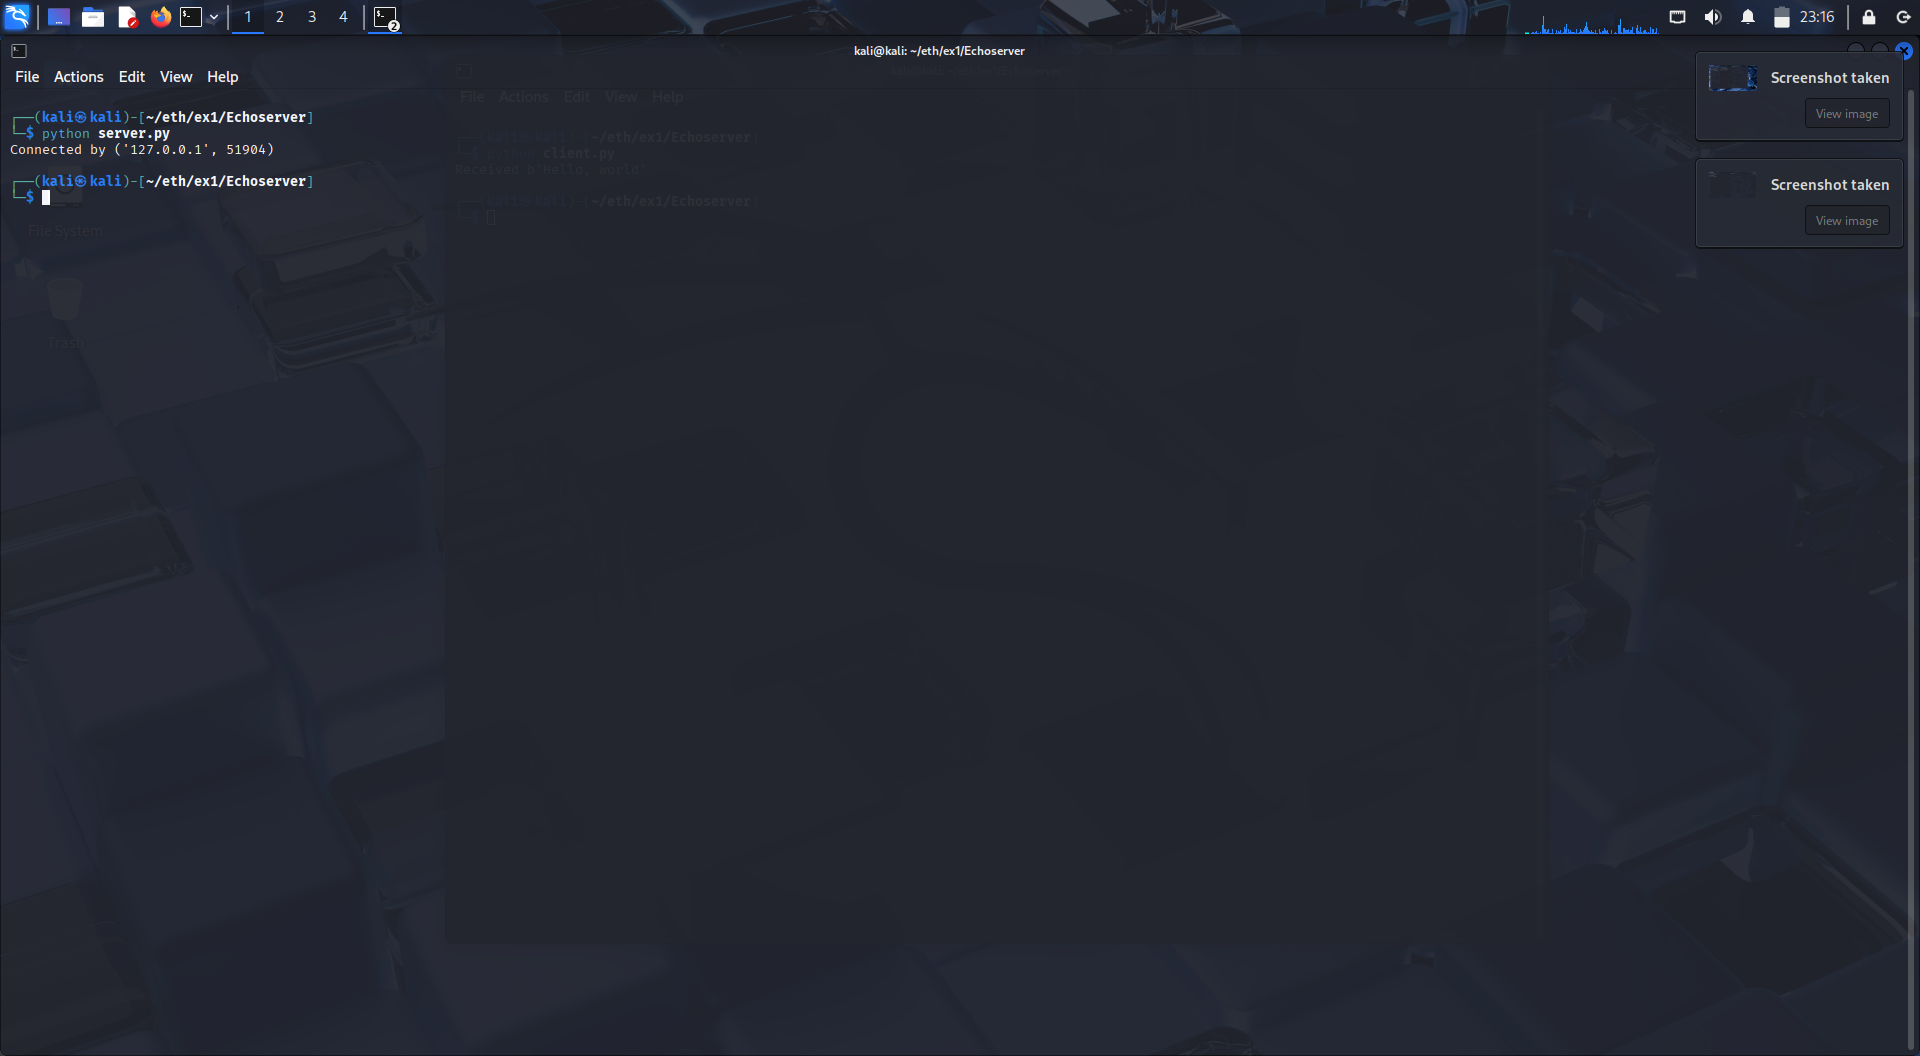 1 2 3 4
2
23:16
kali@kali: ~/eth/ex1/Echoserver
File Actions Edit View Help
┌──(kali㉿kali)-[~/eth/ex1/Echoserver]
└─$ python server.py
Connected by ('127.0.0.1', 51904)
┌──(kali㉿kali)-[~/eth/ex1/Echoserver]
└─$
Screenshot taken
View image
Screenshot taken
View image
File Actions Edit View Help
(kali㉿kali)-[~/eth/ex1/Echoserver]
python client.py
Received b'Hello, world'
(kali㉿kali)-[~/eth/ex1/Echoserver]
File System
Trash